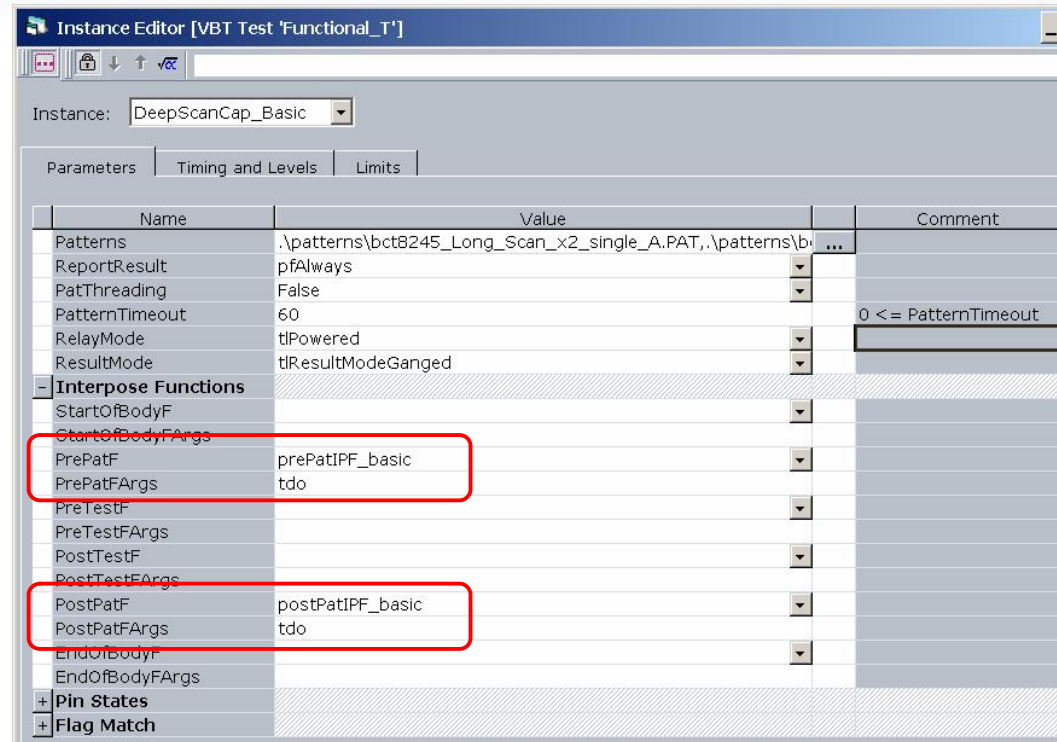 Instance Editor [VBT Test 'Functional_T']
Instance: DeepScanCap_Basic
Parameters Timing and Levels Limits
Name Value Comment
Patterns .\patterns\bct8245_Long_Scan_x2_single_A.PAT,.\patterns\b ...
ReportResult pfAlways
PatThreading False
PatternTimeout 60 0 <= PatternTimeout
RelayMode tlPowered
ResultMode tlResultModeGanged
- Interpose Functions
StartOfBodyF
StartOfBodyFArgs
PrePatF prePatIPF_basic
PrePatFArgs tdo
PreTestF
PreTestFArgs
PostTestF
PostTestFArgs
PostPatF postPatIPF_basic
PostPatFArgs tdo
EndOfBodyF
EndOfBodyFArgs
+ Pin States
+ Flag Match